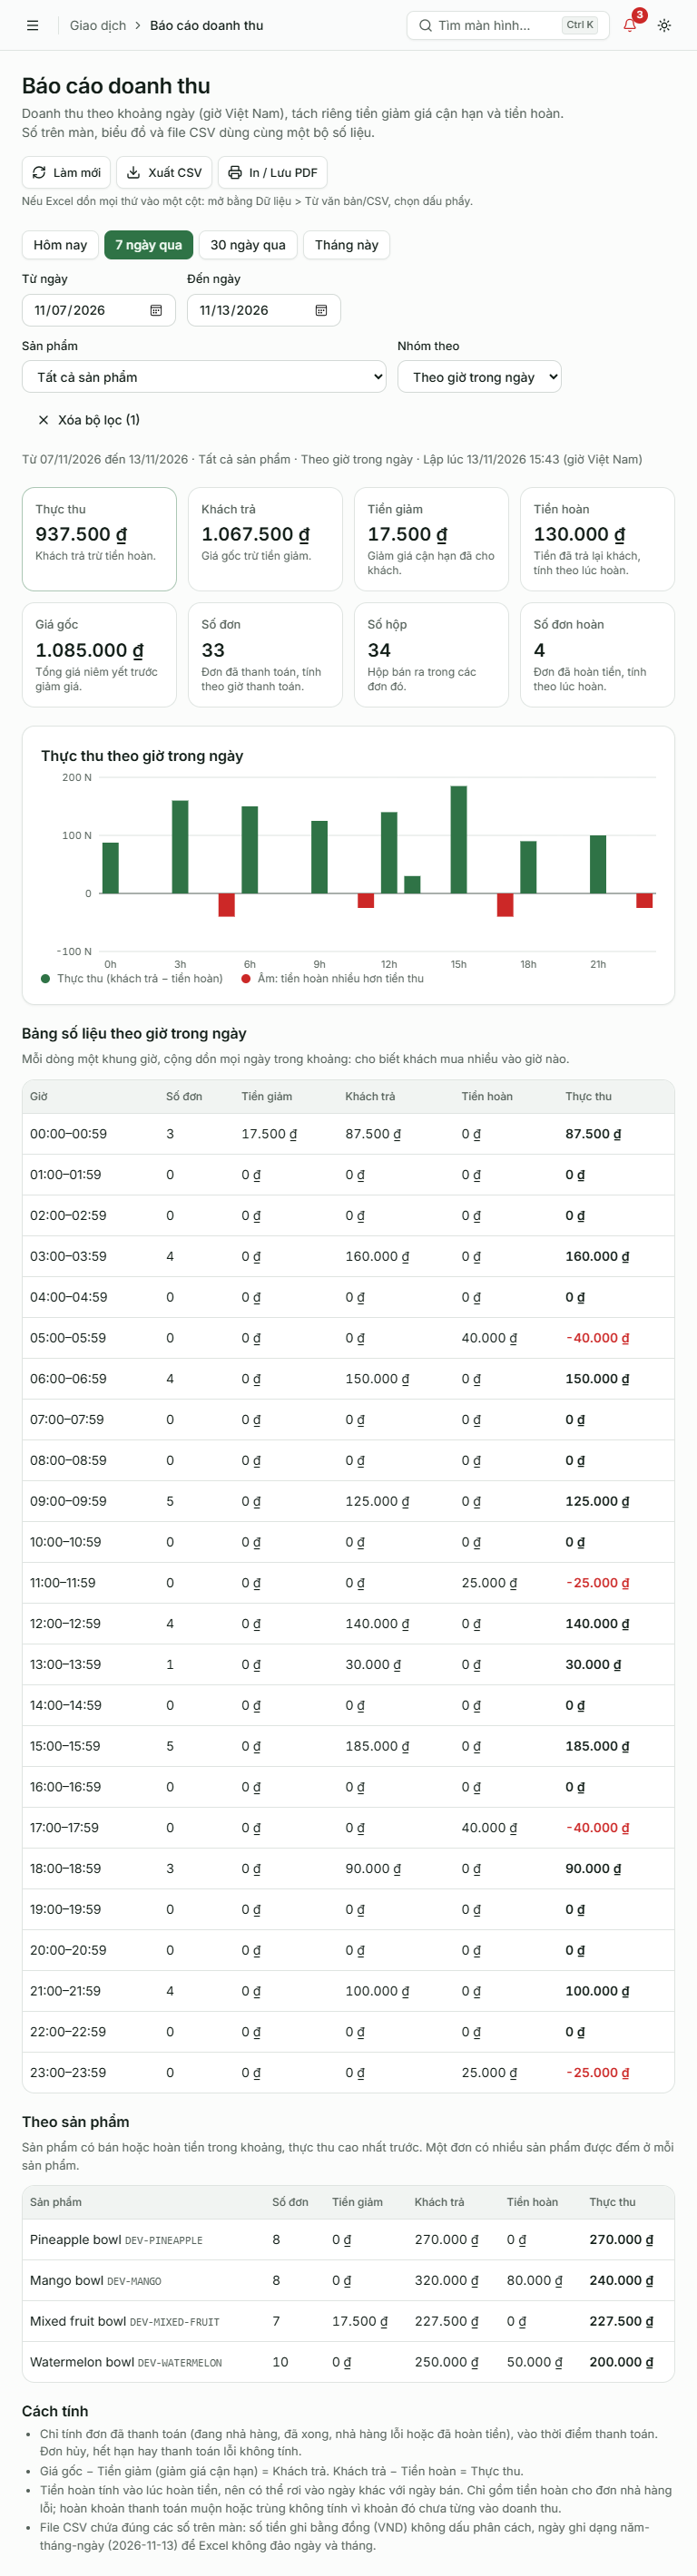 Giao dịch > Báo cáo doanh thu Tìm màn hình... Ctrl K 3
Báo cáo doanh thu
Doanh thu theo khoảng ngày (giờ Việt Nam), tách riêng tiền giảm giá cận hạn và tiền hoàn.
Số trên màn, biểu đồ và file CSV dùng cùng một bộ số liệu.
Làm mới Xuất CSV In / Lưu PDF
Nếu Excel dồn mọi thứ vào một cột: mở bằng Dữ liệu > Từ văn bản/CSV, chọn dấu phẩy.
Hôm nay 7 ngày qua 30 ngày qua Tháng này
Từ ngày Đến ngày
11/07/2026 11/13/2026
Sản phẩm Nhóm theo
Tất cả sản phẩm Theo giờ trong ngày
Xóa bộ lọc (1)
Từ 07/11/2026 đến 13/11/2026 · Tất cả sản phẩm · Theo giờ trong ngày · Lập lúc 13/11/2026 15:43 (giờ Việt Nam)
Thực thu
937.500 ₫
Khách trả trừ tiền hoàn.
Khách trả
1.067.500 ₫
Giá gốc trừ tiền giảm.
Tiền giảm
17.500 ₫
Giảm giá cận hạn đã cho
khách.
Tiền hoàn
130.000 ₫
Tiền đã trả lại khách,
tính theo lúc hoàn.
Giá gốc
1.085.000 ₫
Tổng giá niêm yết trước
giảm giá.
Số đơn
33
Đơn đã thanh toán, tính
theo giờ thanh toán.
Số hộp
34
Hộp bán ra trong các
đơn đó.
Số đơn hoàn
4
Đơn đã hoàn tiền, tính
theo lúc hoàn.
Thực thu theo giờ trong ngày
200 N
100 N
0
-100 N
0h 3h 6h 9h 12h 15h 18h 21h
Thực thu (khách trả − tiền hoàn) Âm: tiền hoàn nhiều hơn tiền thu
Bảng số liệu theo giờ trong ngày
Mỗi dòng một khung giờ, cộng dồn mọi ngày trong khoảng: cho biết khách mua nhiều vào giờ nào.
Giờ Số đơn Tiền giảm Khách trả Tiền hoàn Thực thu
00:00–00:59 3 17.500 ₫ 87.500 ₫ 0 ₫ 87.500 ₫
01:00–01:59 0 0 ₫ 0 ₫ 0 ₫ 0 ₫
02:00–02:59 0 0 ₫ 0 ₫ 0 ₫ 0 ₫
03:00–03:59 4 0 ₫ 160.000 ₫ 0 ₫ 160.000 ₫
04:00–04:59 0 0 ₫ 0 ₫ 0 ₫ 0 ₫
05:00–05:59 0 0 ₫ 0 ₫ 40.000 ₫ -40.000 ₫
06:00–06:59 4 0 ₫ 150.000 ₫ 0 ₫ 150.000 ₫
07:00–07:59 0 0 ₫ 0 ₫ 0 ₫ 0 ₫
08:00–08:59 0 0 ₫ 0 ₫ 0 ₫ 0 ₫
09:00–09:59 5 0 ₫ 125.000 ₫ 0 ₫ 125.000 ₫
10:00–10:59 0 0 ₫ 0 ₫ 0 ₫ 0 ₫
11:00–11:59 0 0 ₫ 0 ₫ 25.000 ₫ -25.000 ₫
12:00–12:59 4 0 ₫ 140.000 ₫ 0 ₫ 140.000 ₫
13:00–13:59 1 0 ₫ 30.000 ₫ 0 ₫ 30.000 ₫
14:00–14:59 0 0 ₫ 0 ₫ 0 ₫ 0 ₫
15:00–15:59 5 0 ₫ 185.000 ₫ 0 ₫ 185.000 ₫
16:00–16:59 0 0 ₫ 0 ₫ 0 ₫ 0 ₫
17:00–17:59 0 0 ₫ 0 ₫ 40.000 ₫ -40.000 ₫
18:00–18:59 3 0 ₫ 90.000 ₫ 0 ₫ 90.000 ₫
19:00–19:59 0 0 ₫ 0 ₫ 0 ₫ 0 ₫
20:00–20:59 0 0 ₫ 0 ₫ 0 ₫ 0 ₫
21:00–21:59 4 0 ₫ 100.000 ₫ 0 ₫ 100.000 ₫
22:00–22:59 0 0 ₫ 0 ₫ 0 ₫ 0 ₫
23:00–23:59 0 0 ₫ 0 ₫ 25.000 ₫ -25.000 ₫
Theo sản phẩm
Sản phẩm có bán hoặc hoàn tiền trong khoảng, thực thu cao nhất trước. Một đơn có nhiều sản phẩm được đếm ở mỗi
sản phẩm.
Sản phẩm Số đơn Tiền giảm Khách trả Tiền hoàn Thực thu
Pineapple bowl DEV-PINEAPPLE 8 0 ₫ 270.000 ₫ 0 ₫ 270.000 ₫
Mango bowl DEV-MANGO 8 0 ₫ 320.000 ₫ 80.000 ₫ 240.000 ₫
Mixed fruit bowl DEV-MIXED-FRUIT 7 17.500 ₫ 227.500 ₫ 0 ₫ 227.500 ₫
Watermelon bowl DEV-WATERMELON 10 0 ₫ 250.000 ₫ 50.000 ₫ 200.000 ₫
Cách tính
• Chỉ tính đơn đã thanh toán (đang nhả hàng, đã xong, nhả hàng lỗi hoặc đã hoàn tiền), vào thời điểm thanh toán.
Đơn hủy, hết hạn hay thanh toán lỗi không tính.
• Giá gốc − Tiền giảm (giảm giá cận hạn) = Khách trả. Khách trả − Tiền hoàn = Thực thu.
• Tiền hoàn tính vào lúc hoàn tiền, nên có thể rơi vào ngày khác với ngày bán. Chỉ gồm tiền hoàn cho đơn nhả hàng
lỗi; hoàn khoản thanh toán muộn hoặc trùng không tính vì khoản đó chưa từng vào doanh thu.
• File CSV chứa đúng các số trên màn: số tiền ghi bằng đồng (VND) không dấu phân cách, ngày ghi dạng năm-
tháng-ngày (2026-11-13) để Excel không đảo ngày và tháng.